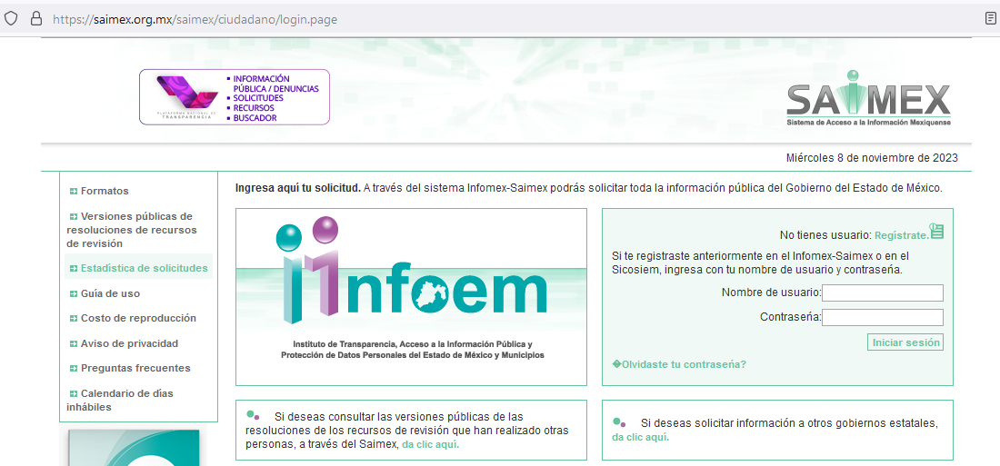 https://saimex.org.mx/saimex/ciudadano/login.page
INFORMACIÓN
PÚBLICA / DENUNCIAS
SOLICITUDES
RECURSOS
BUSCADOR
PLATAFORMA NACIONAL DE
TRANSPARENCIA
SAIMEX
Sistema de Acceso a la Información Mexiquense
Miércoles 8 de noviembre de 2023
Formatos
Versiones públicas de
resoluciones de recursos
de revisión
Estadística de solicitudes
Guía de uso
Costo de reproducción
Aviso de privacidad
Preguntas frecuentes
Calendario de días
inhábiles
Ingresa aquí tu solicitud. A través del sistema Infomex-Saimex podrás solicitar toda la información pública del Gobierno del Estado de México.
infoem
Instituto de Transparencia, Acceso a la Información Pública y
Protección de Datos Personales del Estado de México y Municipios
No tienes usuario: Regístrate.
Si te registraste anteriormente en el Infomex-Saimex o en el
Sicosiem, ingresa con tu nombre de usuario y contraseńa.
Nombre de usuario:
Contraseńa:
Iniciar sesión
�Olvidaste tu contraseńa?
Si deseas consultar las versiones públicas de las
resoluciones de los recursos de revisión que han realizado otras
personas, a través del Saimex, da clic aquí.
Si deseas solicitar información a otros gobiernos estatales,
da clic aquí.